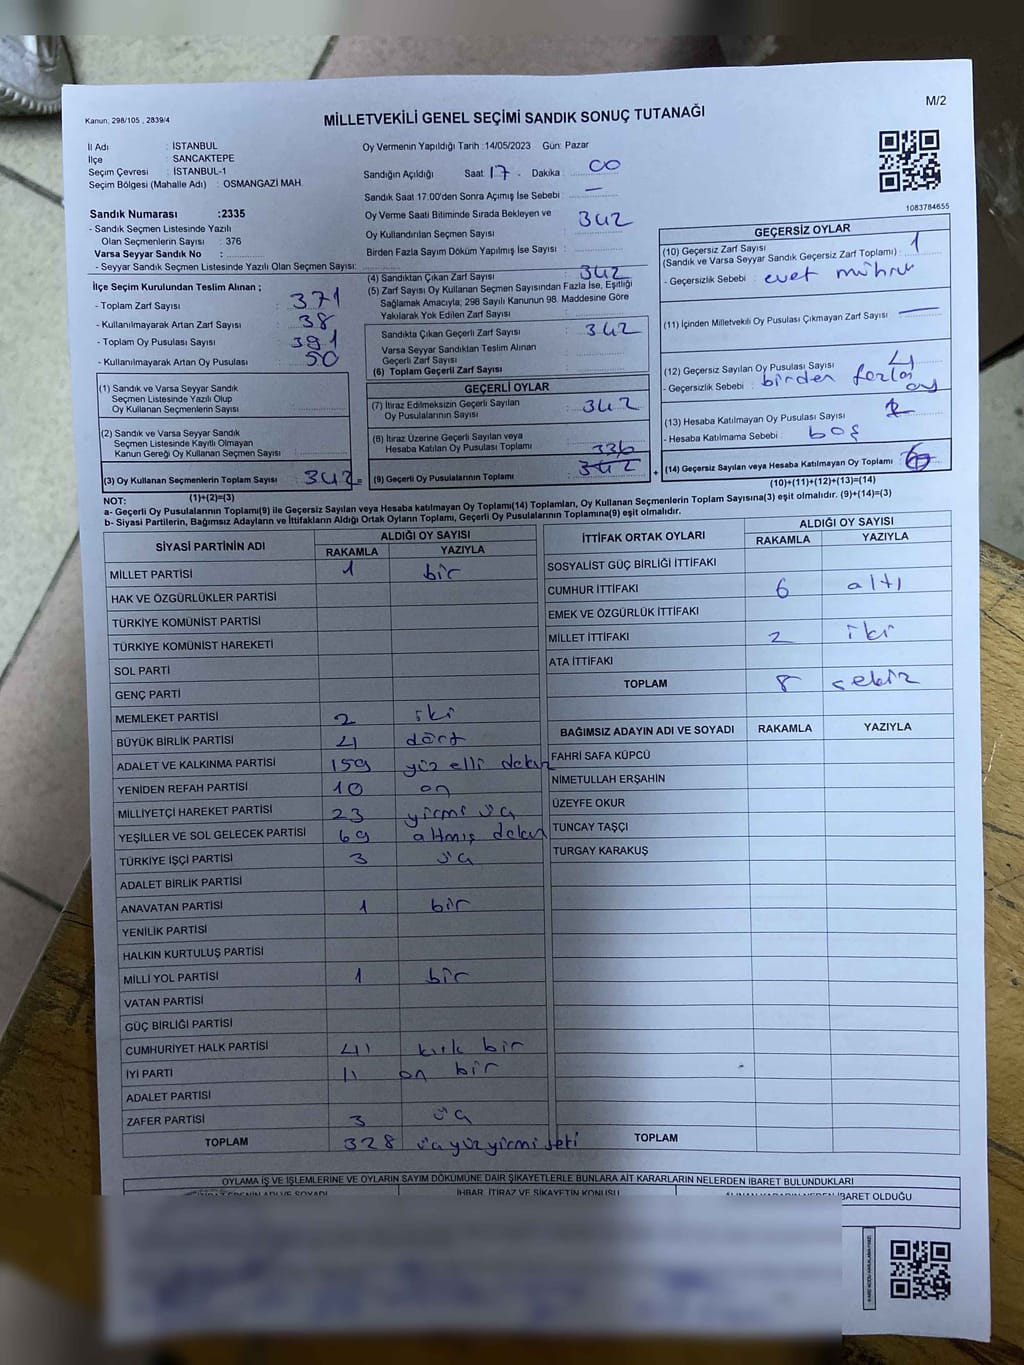 M/2
Kanun: 298/105 , 2839/4
MİLLETVEKİLİ GENEL SEÇİMİ SANDIK SONUÇ TUTANAĞI
İl Adı : İSTANBUL
İlçe : SANCAKTEPE
Seçim Çevresi : İSTANBUL-1
Seçim Bölgesi (Mahalle Adı) : OSMANGAZİ MAH.
Sandık Numarası :2335
- Sandık Seçmen Listesinde Yazılı
Olan Seçmenlerin Sayısı : 376
Varsa Seyyar Sandık No :
- Seyyar Sandık Seçmen Listesinde Yazılı Olan Seçmen Sayısı:
İlçe Seçim Kurulundan Teslim Alınan ;
- Toplam Zarf Sayısı : 371
- Kullanılmayarak Artan Zarf Sayısı : 38
- Toplam Oy Pusulası Sayısı : 391
- Kullanılmayarak Artan Oy Pusulası : 50
(1) Sandık ve Varsa Seyyar Sandık
Seçmen Listesinde Yazılı Olup
Oy Kullanan Seçmenlerin Sayısı :
(2) Sandık ve Varsa Seyyar Sandık
Seçmen Listesinde Kayıtlı Olmayan
Kanun Gereği Oy Kullanan Seçmen Sayısı :
(3) Oy Kullanan Seçmenlerin Toplam Sayısı : 342 =
(1)+(2)=(3)
Oy Vermenin Yapıldığı Tarih :14/05/2023 Gün: Pazar
Sandığın Açıldığı Saat 17 . Dakika : 00
Sandık Saat 17:00'den Sonra Açımış İse Sebebi : —
Oy Verme Saati Bitiminde Sırada Bekleyen ve
Oy Kullandırılan Seçmen Sayısı : 342
Birden Fazla Sayım Döküm Yapılmış İse Sayısı :
(4) Sandıktan Çıkan Zarf Sayısı : 342
(5) Zarf Sayısı Oy Kullanan Seçmen Sayısından Fazla İse, Eşitliği
Sağlamak Amacıyla; 298 Sayılı Kanunun 98. Maddesine Göre
Yakılarak Yok Edilen Zarf Sayısı :
Sandıkta Çıkan Geçerli Zarf Sayısı : 342
Varsa Seyyar Sandıktan Teslim Alınan
Geçerli Zarf Sayısı :
(6) Toplam Geçerli Zarf Sayısı :
GEÇERLİ OYLAR
(7) İtiraz Edilmeksizin Geçerli Sayılan
Oy Pusulalarının Sayısı : 342
(8) İtiraz Üzerine Geçerli Sayılan veya
Hesaba Katılan Oy Pusulası Toplamı :
336
(9) Geçerli Oy Pusulalarının Toplamı : 342 +
1083784655
GEÇERSİZ OYLAR
(10) Geçersiz Zarf Sayısı
(Sandık ve Varsa Seyyar Sandık Geçersiz Zarf Toplamı) : 1
- Geçersizlik Sebebi : evet mührü
(11) İçinden Milletvekili Oy Pusulası Çıkmayan Zarf Sayısı : —
(12) Geçersiz Sayılan Oy Pusulası Sayısı : 4
- Geçersizlik Sebebi : birden fazla oy
(13) Hesaba Katılmayan Oy Pusulası Sayısı :
- Hesaba Katılmama Sebebi : boş
(14) Geçersiz Sayılan veya Hesaba Katılmayan Oy Toplamı : 6
(10)+(11)+(12)+(13)=(14)
NOT:
a- Geçerli Oy Pusulalarının Toplamı(9) ile Geçersiz Sayılan veya Hesaba katılmayan Oy Toplamı(14) Toplamları, Oy Kullanan Seçmenlerin Toplam Sayısına(3) eşit olmalıdır. (9)+(14)=(3)
b- Siyasi Partilerin, Bağımsız Adayların ve İttifakların Aldığı Ortak Oyların Toplamı, Geçerli Oy Pusulalarının Toplamına(9) eşit olmalıdır.
SİYASİ PARTİNİN ADI ALDIĞI OY SAYISI
RAKAMLA YAZIYLA
MİLLET PARTİSİ 1 bir
HAK VE ÖZGÜRLÜKLER PARTİSİ
TÜRKİYE KOMÜNİST PARTİSİ
TÜRKİYE KOMÜNİST HAREKETİ
SOL PARTİ
GENÇ PARTİ
MEMLEKET PARTİSİ 2 iki
BÜYÜK BİRLİK PARTİSİ 4 dört
ADALET VE KALKINMA PARTİSİ 159 yüz elli dokuz
YENİDEN REFAH PARTİSİ 10 on
MİLLİYETÇİ HAREKET PARTİSİ 23 yirmi üç
YEŞİLLER VE SOL GELECEK PARTİSİ 69 altmış dokuz
TÜRKİYE İŞÇİ PARTİSİ 3 üç
ADALET BİRLİK PARTİSİ
ANAVATAN PARTİSİ 1 bir
YENİLİK PARTİSİ
HALKIN KURTULUŞ PARTİSİ
MİLLİ YOL PARTİSİ 1 bir
VATAN PARTİSİ
GÜÇ BİRLİĞİ PARTİSİ
CUMHURİYET HALK PARTİSİ 41 kırk bir
İYİ PARTİ 11 on bir
ADALET PARTİSİ
ZAFER PARTİSİ 3 üç
TOPLAM 328 üçyüzyirmi sekiz
İTTİFAK ORTAK OYLARI ALDIĞI OY SAYISI
RAKAMLA YAZIYLA
SOSYALİST GÜÇ BİRLİĞİ İTTİFAKI
CUMHUR İTTİFAKI 6 altı
EMEK VE ÖZGÜRLÜK İTTİFAKI
MİLLET İTTİFAKI 2 iki
ATA İTTİFAKI
TOPLAM 8 sekiz
BAĞIMSIZ ADAYIN ADI VE SOYADI RAKAMLA YAZIYLA
FAHRİ SAFA KÜPCÜ
NİMETULLAH ERŞAHİN
ÜZEYFE OKUR
TUNCAY TAŞÇI
TURGAY KARAKUŞ
TOPLAM
OYLAMA İŞ VE İŞLEMLERİNE VE OYLARIN SAYIM DÖKÜMÜNE DAİR ŞİKAYETLERLE BUNLARA AİT KARARLARIN NELERDEN İBARET BULUNDUKLARI
İHBAR, İTİRAZ VE ŞİKAYETİN KONUSU
İBARET OLDUĞU